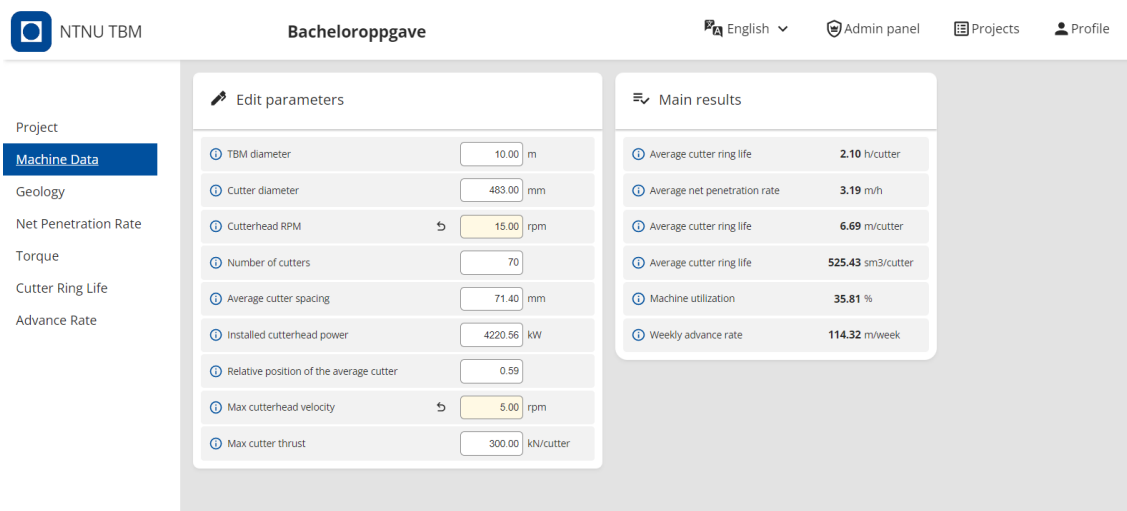 NTNU TBM
Bacheloroppgave
English
Admin panel
Projects
Profile
Project
Machine Data
Geology
Net Penetration Rate
Torque
Cutter Ring Life
Advance Rate
Edit parameters
TBM diameter 10.00 m
Cutter diameter 483.00 mm
Cutterhead RPM 15.00 rpm
Number of cutters 70
Average cutter spacing 71.40 mm
Installed cutterhead power 4220.56 kW
Relative position of the average cutter 0.59
Max cutterhead velocity 5.00 rpm
Max cutter thrust 300.00 kN/cutter
Main results
Average cutter ring life 2.10 h/cutter
Average net penetration rate 3.19 m/h
Average cutter ring life 6.69 m/cutter
Average cutter ring life 525.43 sm3/cutter
Machine utilization 35.81 %
Weekly advance rate 114.32 m/week